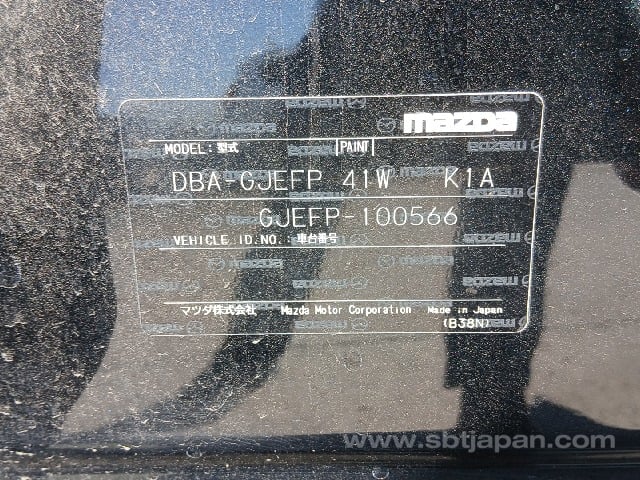 mazda
MODEL:型式 PAINT
DBA-GJEFP 41W K1A
GJEFP-100566
VEHICLE ID.NO.:車台番号
マツダ株式会社 Mazda Motor Corporation Made in Japan
(B38N)
www.sbtjapan.com